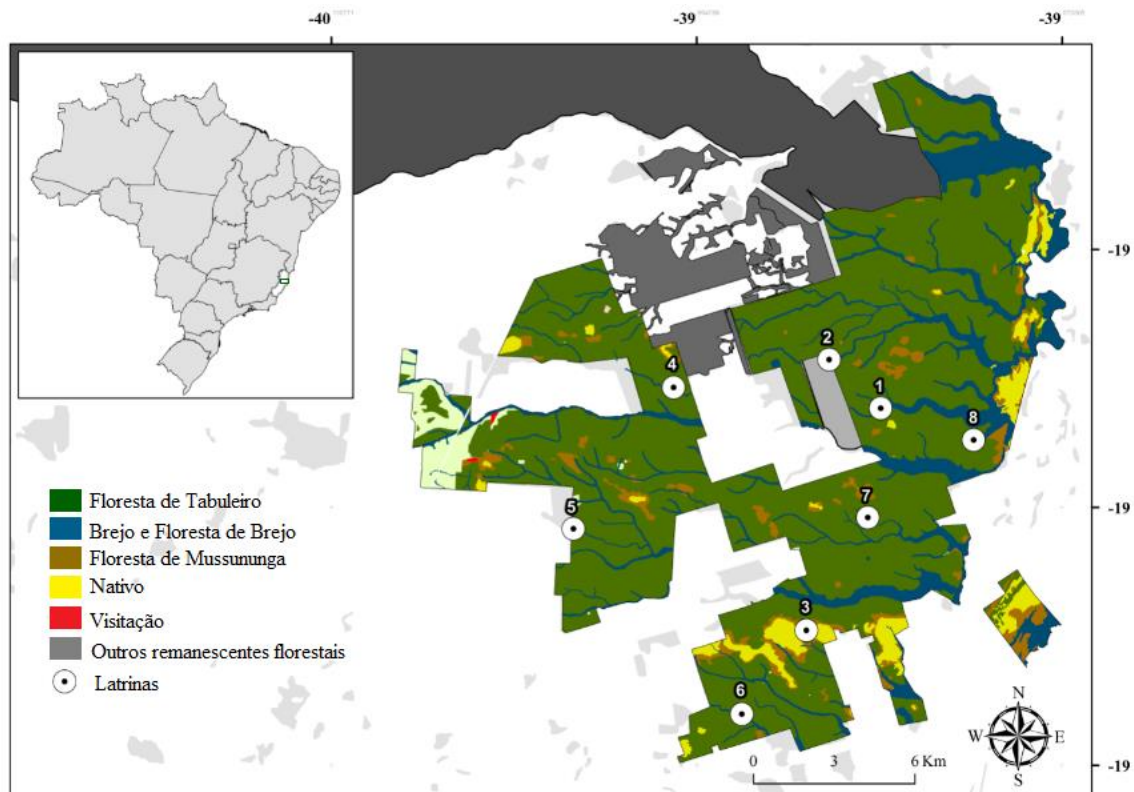 -40
-39
-39
-19
-19
-19
2
4
1
8
5
7
3
6
Floresta de Tabuleiro
Brejo e Floresta de Brejo
Floresta de Mussununga
Nativo
Visitação
Outros remanescentes florestais
Latrinas
N
W E
S
0 3 6 Km